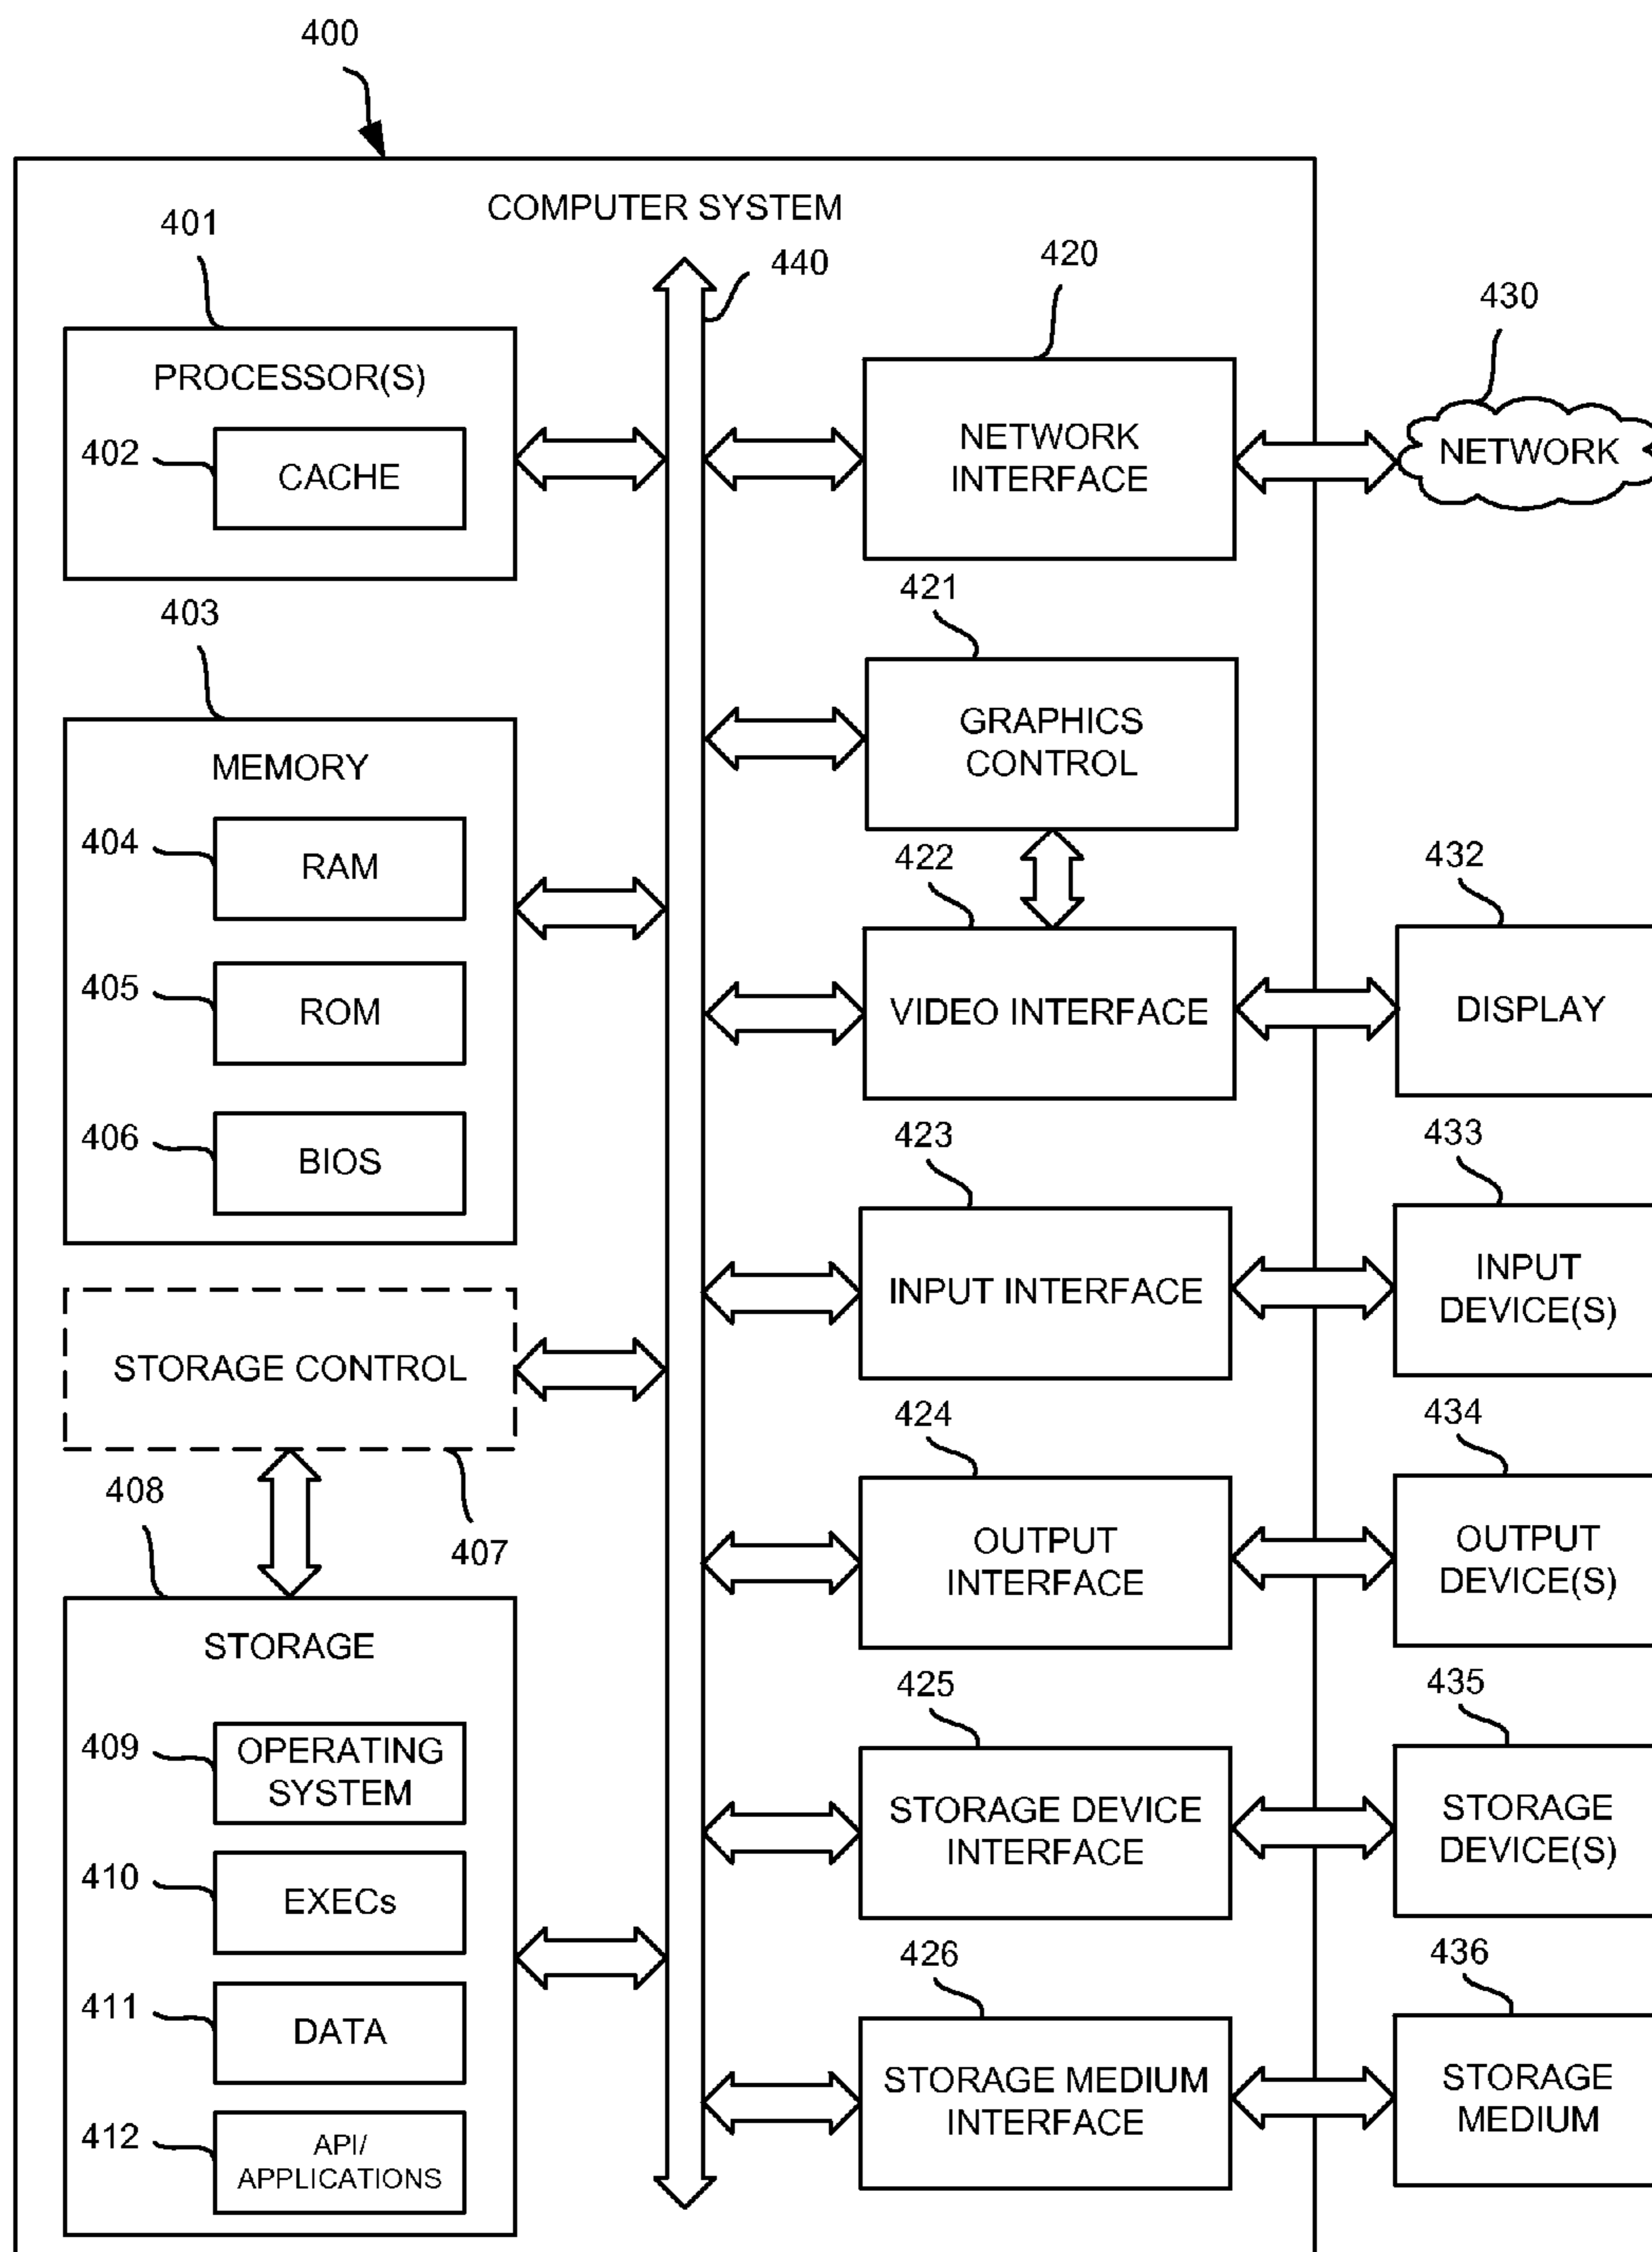 400
COMPUTER SYSTEM
401
440
420
430
PROCESSOR(S)
402
CACHE
NETWORK
INTERFACE
NETWORK
403
421
MEMORY
GRAPHICS
CONTROL
404
RAM
422
432
405
ROM
VIDEO INTERFACE
DISPLAY
406
BIOS
423
433
INPUT INTERFACE
INPUT
DEVICE(S)
STORAGE CONTROL
407
424
434
408
OUTPUT
INTERFACE
OUTPUT
DEVICE(S)
STORAGE
425
435
409
OPERATING
SYSTEM
STORAGE DEVICE
INTERFACE
STORAGE
DEVICE(S)
410
EXECs
426
436
411
DATA
STORAGE MEDIUM
INTERFACE
STORAGE
MEDIUM
412
API/
APPLICATIONS